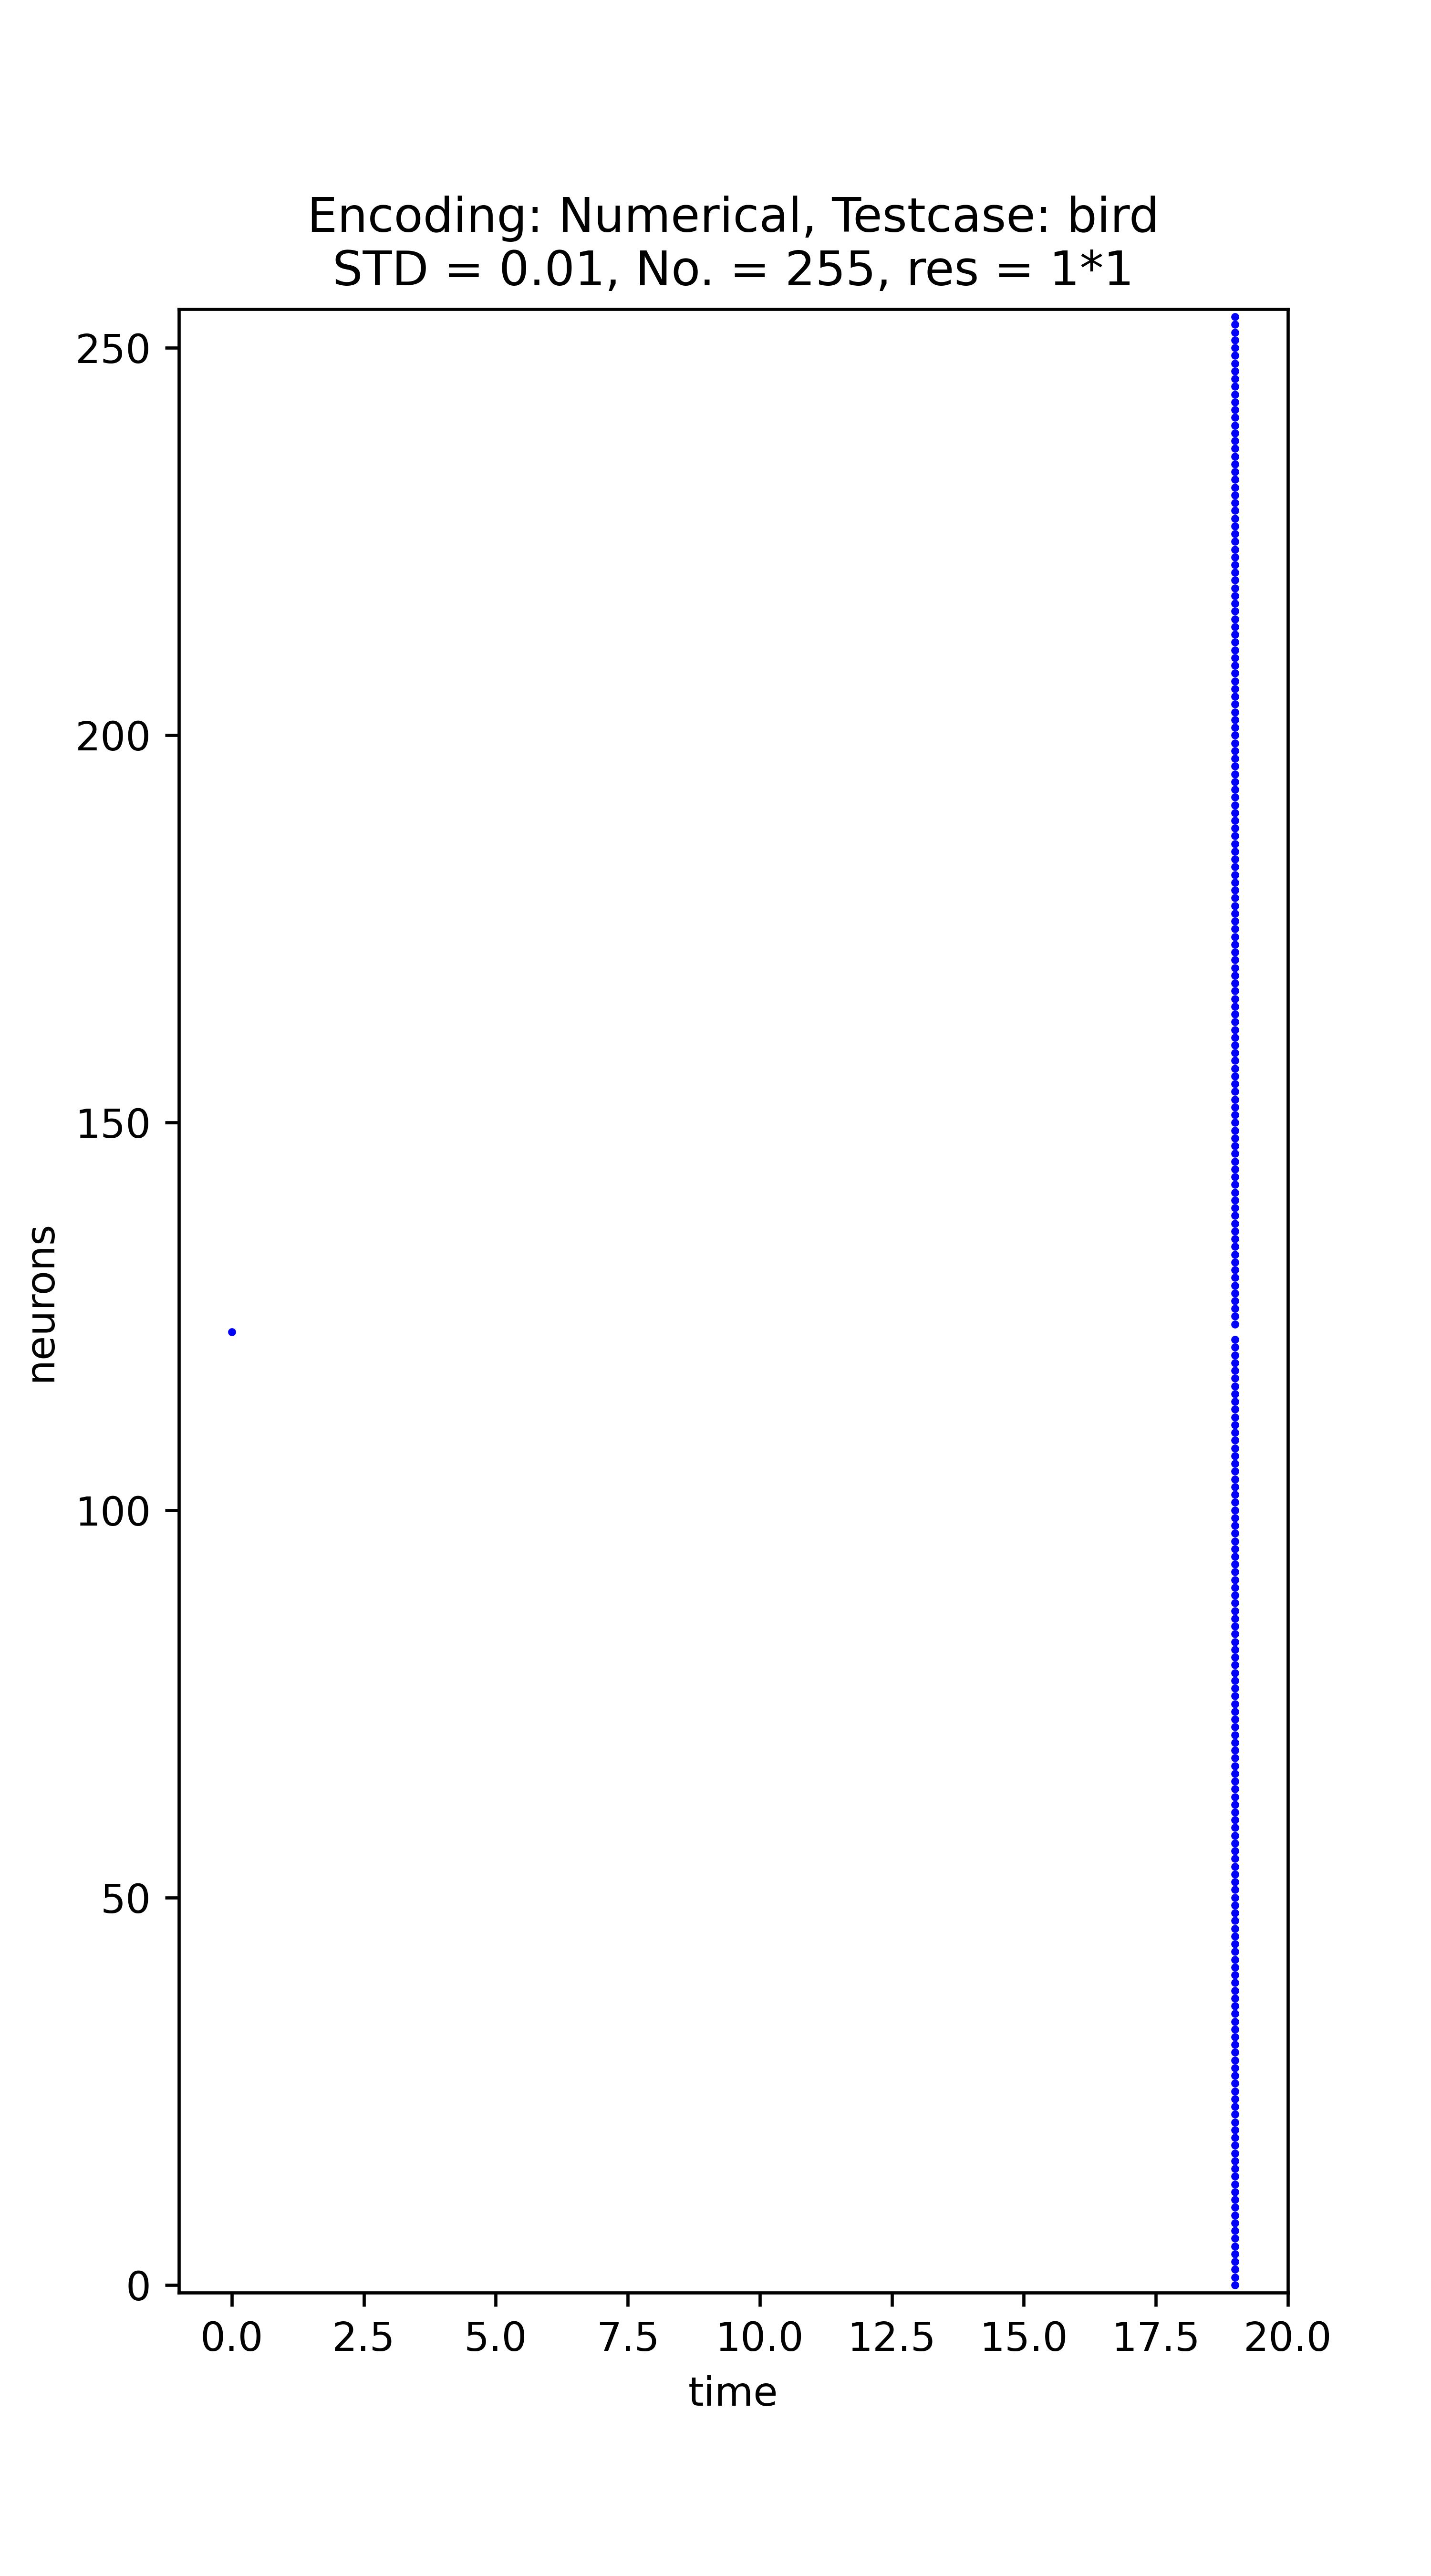 Encoding: Numerical, Testcase: bird
STD = 0.01, No. = 255, res = 1*1
250
200
150
100
50
0
neurons
0.0 2.5 5.0 7.5 10.0 12.5 15.0 17.5 20.0
time